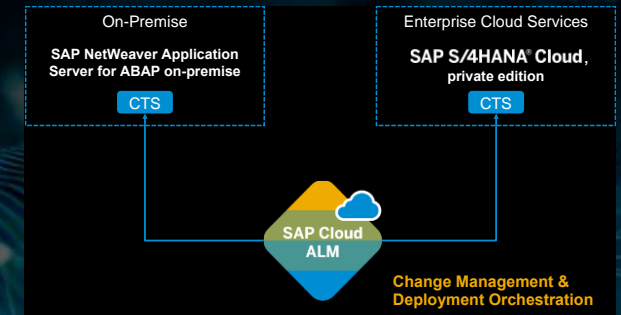 On-Premise
SAP NetWeaver Application
Server for ABAP on-premise
CTS
Enterprise Cloud Services
SAP S/4HANA® Cloud,
private edition
CTS
SAP Cloud
ALM
Change Management &
Deployment Orchestration